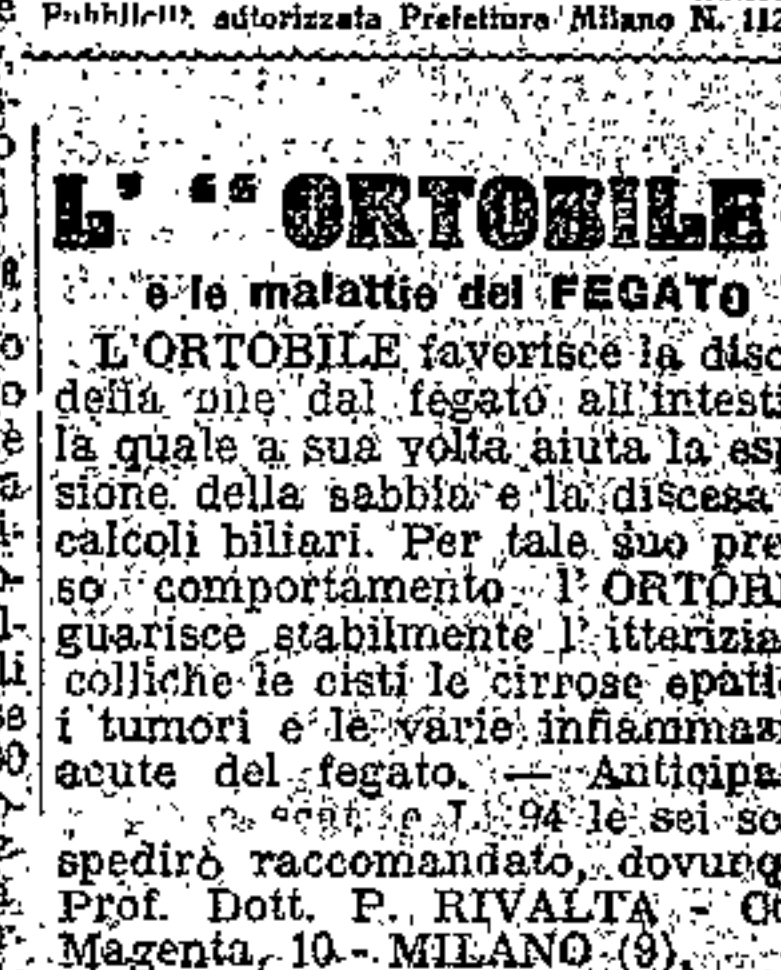 Pubblicità autorizzata Prefettura Milano N. 112
L' “ ORTOBILE
e le malattie del FEGATO
L'ORTOBILE favorisce la disc
della bile dal fegato all'intest
la quale a sua volta aiuta la esp
sione della sabbia e la discesa
calcoli biliari. Per tale suo pre
so comportamento l' ORTOB
guarisce stabilmente l' itterizia
colliche le cisti le cirrose epati
i tumori e le varie infiammaz
acute del fegato. — Anticipa
L. 94 le sei sc
spedirò raccomandato, dovunq
Prof. Dott. P. RIVALTA - C
Magenta, 10 - MILANO (9).